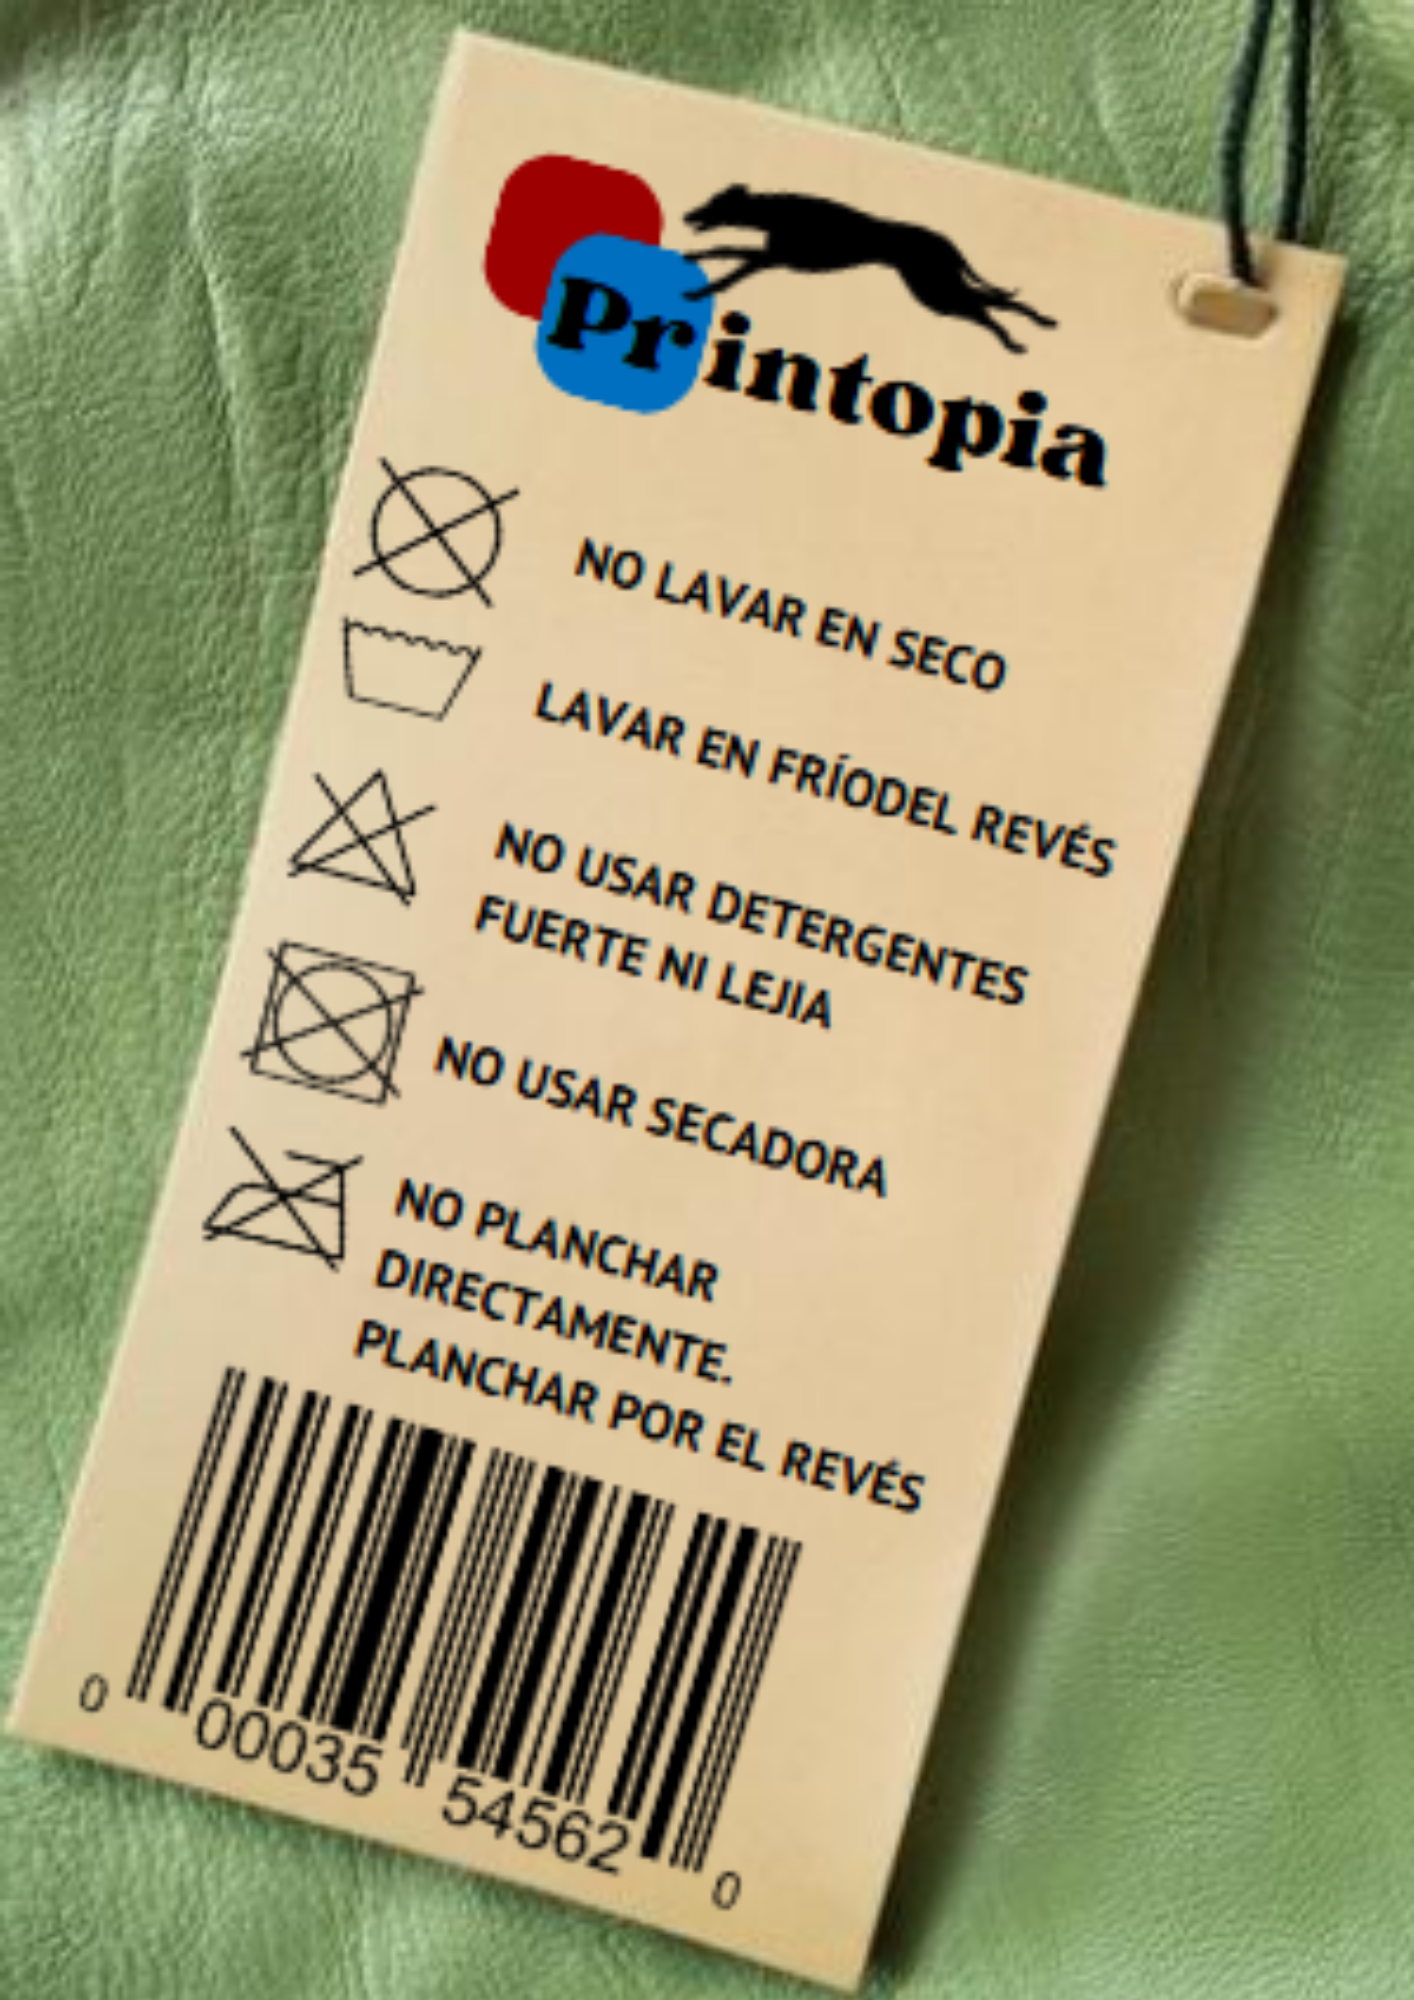 Printopia
NO LAVAR EN SECO
LAVAR EN FRÍODEL REVÉS
NO USAR DETERGENTES
FUERTE NI LEJIA
NO USAR SECADORA
NO PLANCHAR
DIRECTAMENTE.
PLANCHAR POR EL REVÉS
0 00035 54562 0